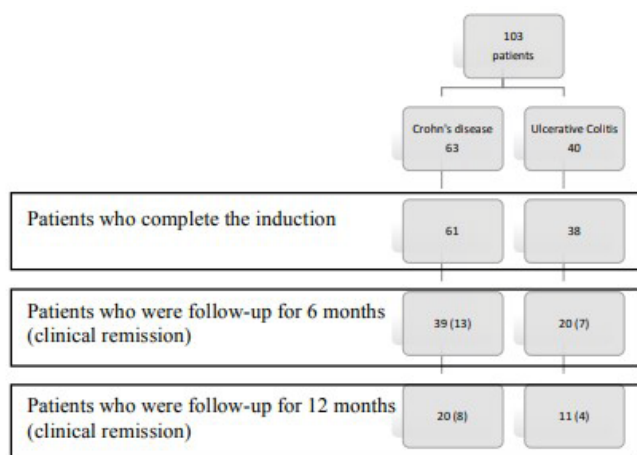 103
patients
Crohn's disease
63
Ulcerative Colitis
40
Patients who complete the induction
61
38
Patients who were follow-up for 6 months
(clinical remission)
39 (13)
20 (7)
Patients who were follow-up for 12 months
(clinical remission)
20 (8)
11 (4)